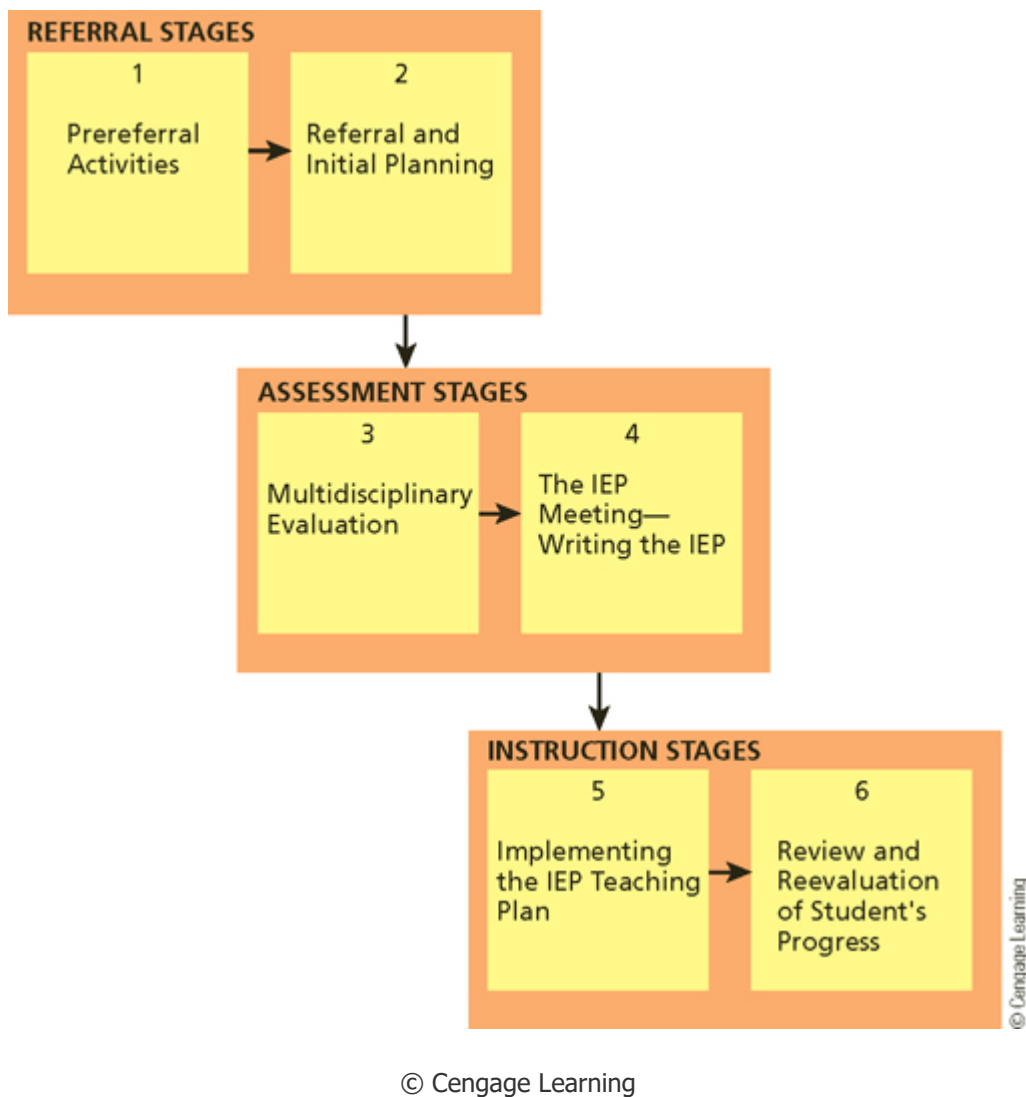 REFERRAL STAGES
1
Prereferral
Activities
2
Referral and
Initial Planning
ASSESSMENT STAGES
3
Multidisciplinary
Evaluation
4
The IEP
Meeting—
Writing the IEP
INSTRUCTION STAGES
5
Implementing
the IEP Teaching
Plan
6
Review and
Reevaluation
of Student's
Progress
© Cengage Learning
© Cengage Learning